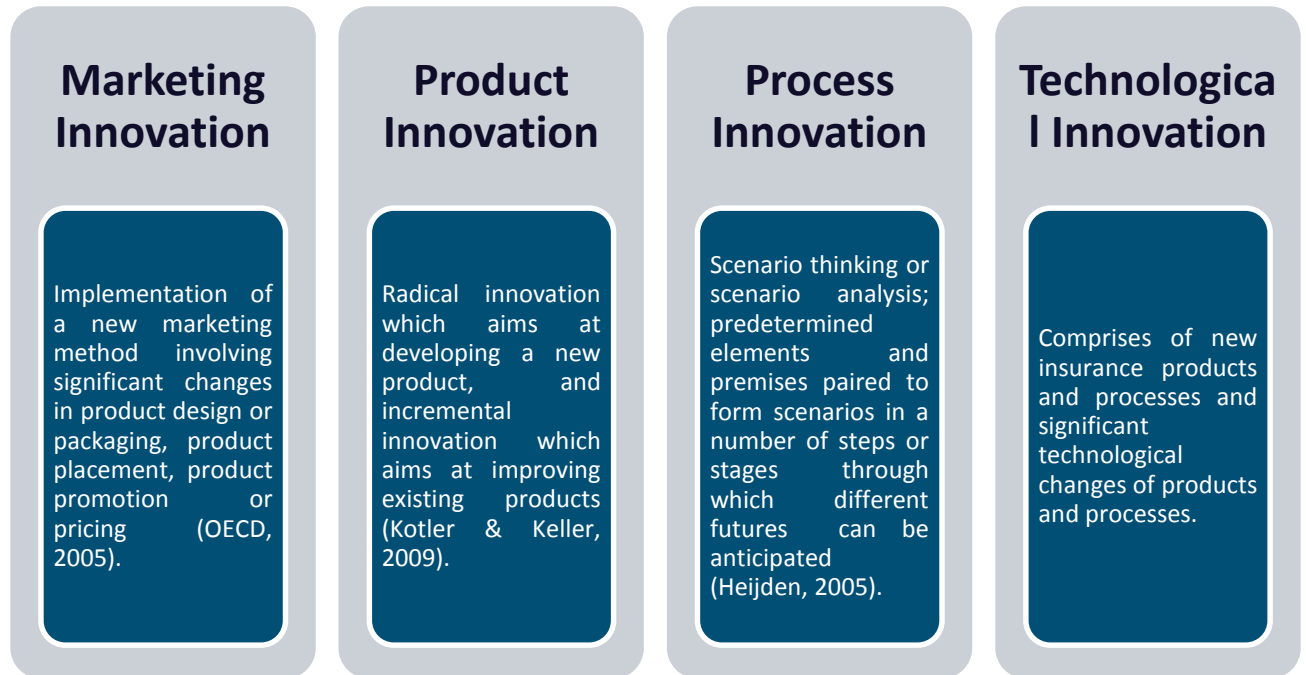 Marketing
Innovation
Implementation of
a new marketing
method involving
significant changes
in product design or
packaging, product
placement, product
promotion or
pricing (OECD,
2005).
Product
Innovation
Radical innovation
which aims at
developing a new
product, and
incremental
innovation which
aims at improving
existing products
(Kotler & Keller,
2009).
Process
Innovation
Scenario thinking or
scenario analysis;
predetermined
elements and
premises paired to
form scenarios in a
number of steps or
stages through
which different
futures can be
anticipated
(Heijden, 2005).
Technologica
l Innovation
Comprises of new
insurance products
and processes and
significant
technological
changes of products
and processes.